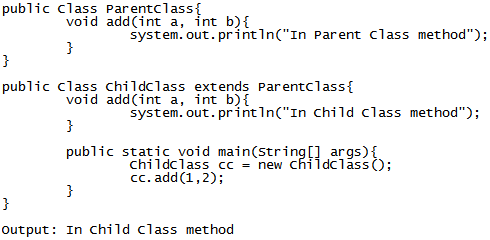 public Class ParentClass{
void add(int a, int b){
system.out.println("In Parent Class method");
}
}
public Class ChildClass extends ParentClass{
void add(int a, int b){
system.out.println("In Child Class method");
}
public static void main(String[] args){
ChildClass cc = new ChildClass();
cc.add(1,2);
}
}
Output: In Child Class method